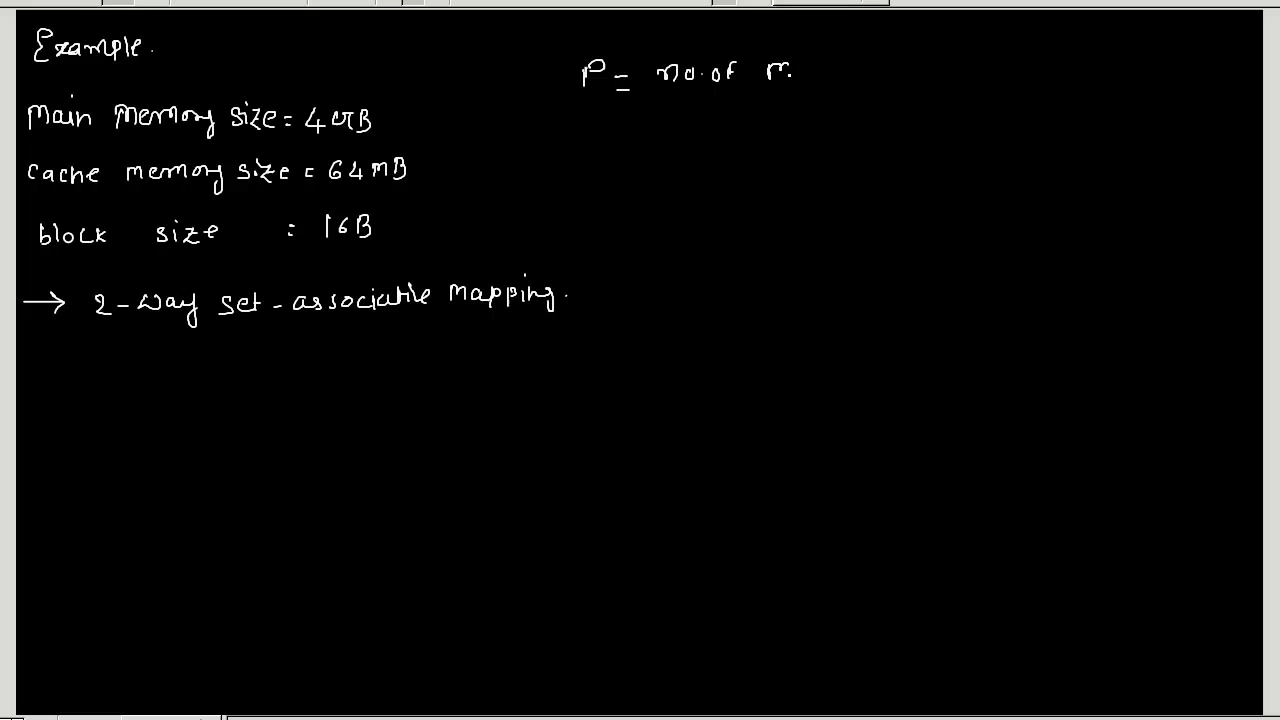 Example.
Main memory size = 4GB
Cache memory size = 64MB
block size = 16B
→ 2-way set-associative mapping.
P = no. of m.